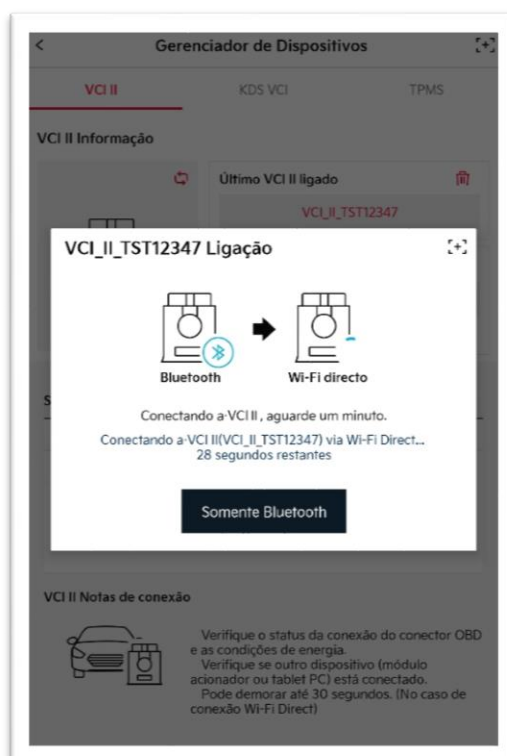 Gerenciador de Dispositivos
VCI II
KDS VCI
TPMS
VCI II Informação
Último VCI II ligado
VCI_II_TST12347
VCI_II_TST12347 Ligação
Bluetooth
Wi-Fi directo
Conectando a-VCI II, aguarde um minuto.
Conectando a-VCI II(VCI_II_TST12347) via Wi-Fi Direct...
28 segundos restantes
Somente Bluetooth
VCI II Notas de conexão
Verifique o status da conexão do conector OBD
e as condições de energia.
Verifique se outro dispositivo (módulo
acionador ou tablet PC) está conectado.
Pode demorar até 30 segundos. (No caso de
conexão Wi-Fi Direct)